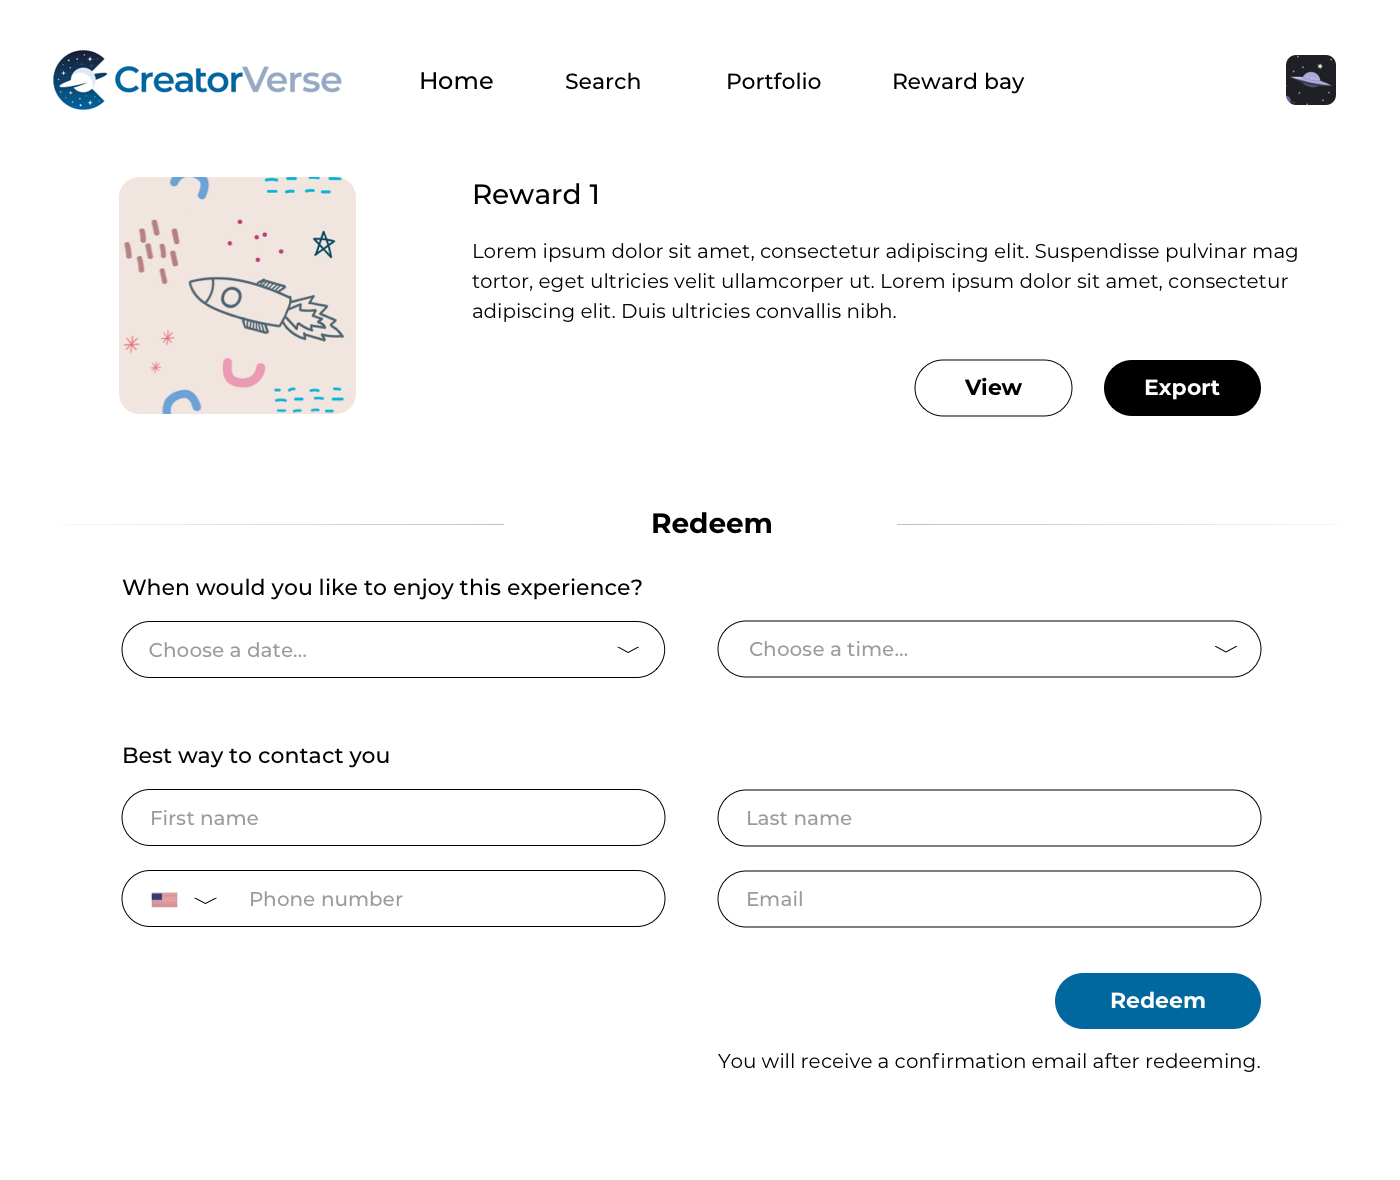 CreatorVerse
Home Search Portfolio Reward bay
Reward 1
Lorem ipsum dolor sit amet, consectetur adipiscing elit. Suspendisse pulvinar mag
tortor, eget ultricies velit ullamcorper ut. Lorem ipsum dolor sit amet, consectetur
adipiscing elit. Duis ultricies convallis nibh.
View Export
Redeem
When would you like to enjoy this experience?
Choose a date... Choose a time...
Best way to contact you
First name Last name
Phone number Email
Redeem
You will receive a confirmation email after redeeming.